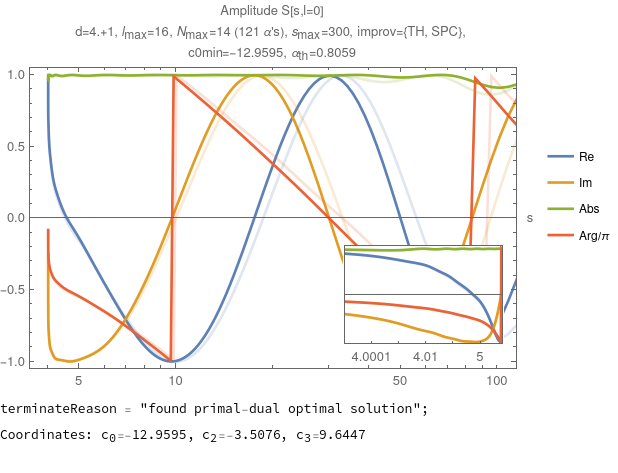 Amplitude S[s,l=0]
d=4.+1, lmax=16, Nmax=14 (121 α's), smax=300, improv={TH, SPC},
c0min=-12.9595, αth=0.8059
1.0
0.5
0.0
-0.5
-1.0
s
Re
Im
Abs
Arg/π
4.0001 4.01 5
5 10 50 100
terminateReason = "found primal-dual optimal solution";
Coordinates: c0=-12.9595, c2=-3.5076, c3=9.6447